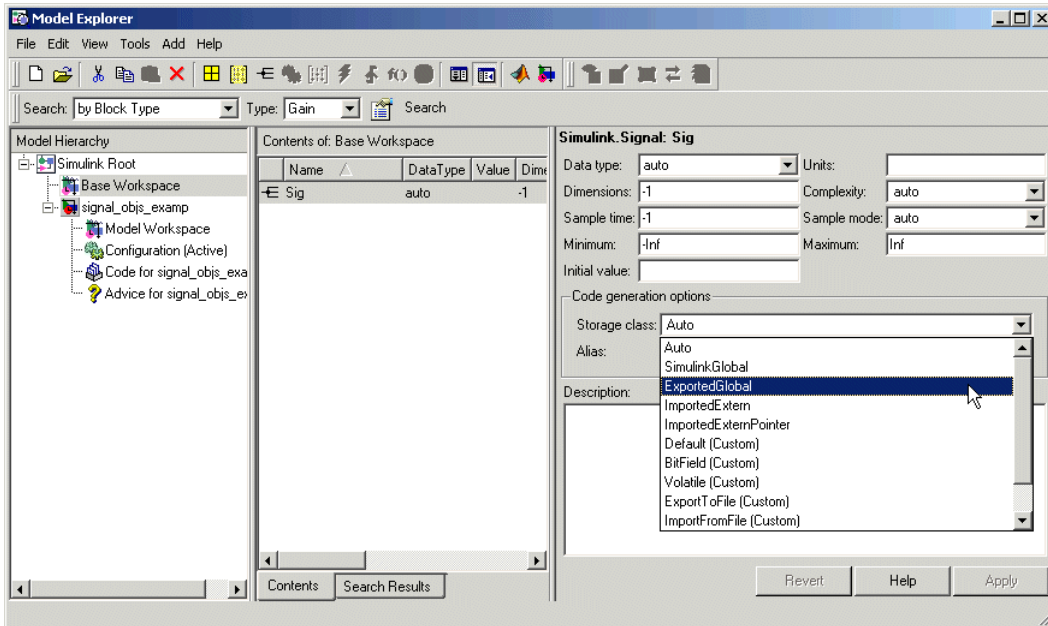 Model Explorer
File Edit View Tools Add Help
Search: by Block Type Type: Gain Search
Model Hierarchy
Simulink Root
Base Workspace
signal_objs_examp
Model Workspace
Configuration (Active)
Code for signal_objs_exa
Advice for signal_objs_ex
Contents of: Base Workspace
Name DataType Value Dime
Sig auto -1
Contents Search Results
Simulink.Signal: Sig
Data type: auto Units:
Dimensions: -1 Complexity: auto
Sample time: -1 Sample mode: auto
Minimum: -Inf Maximum: Inf
Initial value:
Code generation options
Storage class: Auto
Alias:
Auto
SimulinkGlobal
ExportedGlobal
ImportedExtern
ImportedExternPointer
Default (Custom)
BitField (Custom)
Volatile (Custom)
ExportToFile (Custom)
ImportFromFile (Custom)
Description:
Revert Help Apply